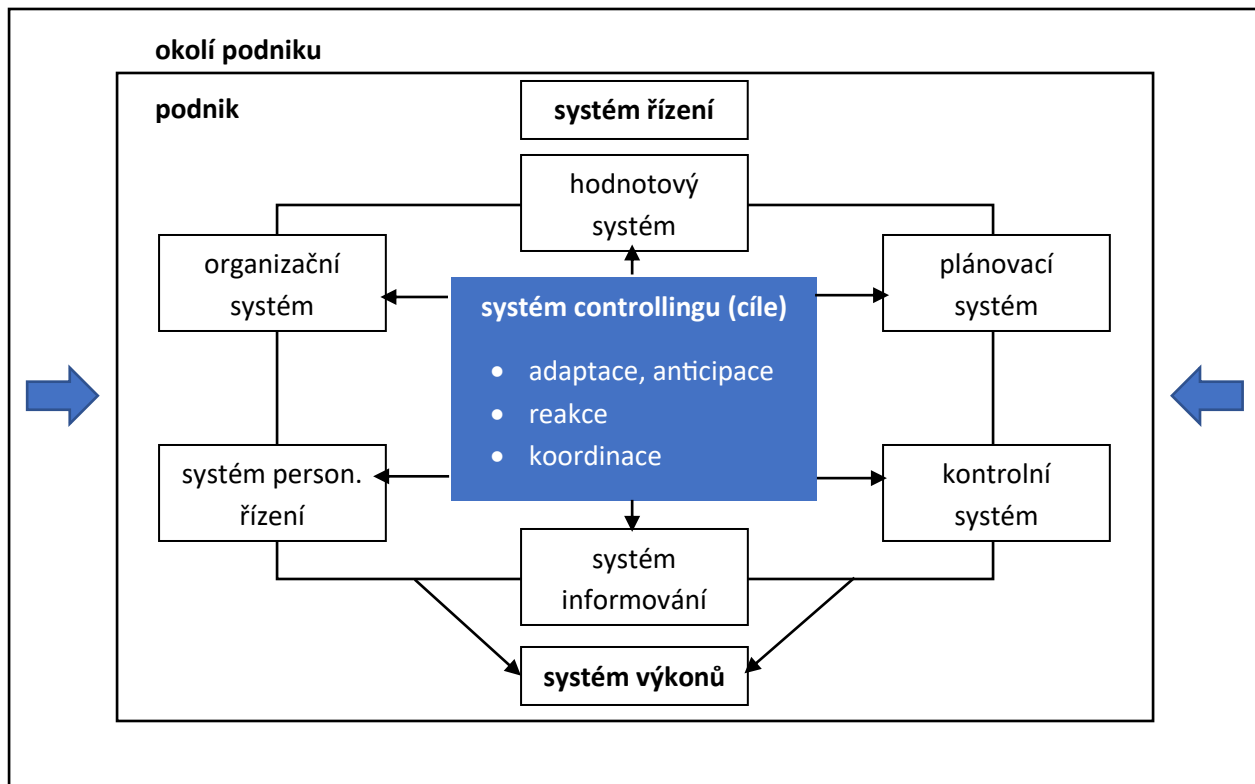 okolí podniku
podnik
systém řízení
hodnotový
systém
organizační
systém
plánovací
systém
systém controllingu (cíle)
• adaptace, anticipace
• reakce
• koordinace
systém person.
řízení
kontrolní
systém
systém
informování
systém výkonů